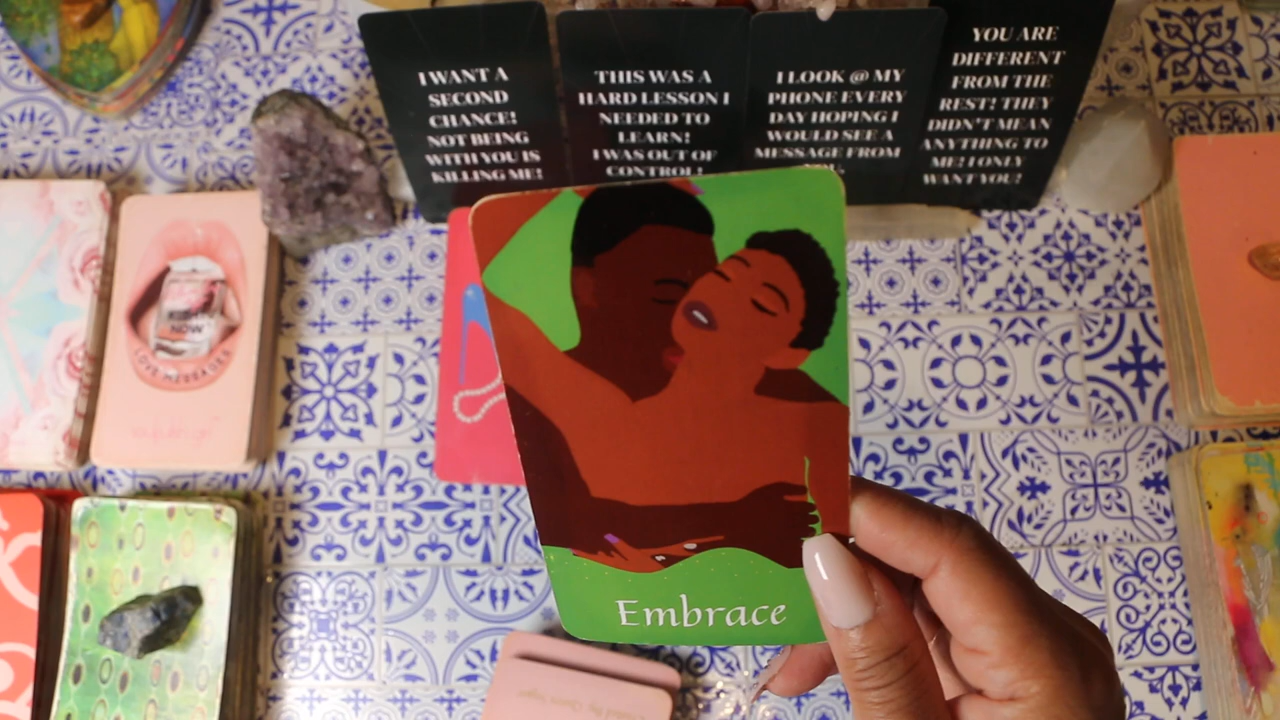 I WANT A
SECOND
CHANCE!
NOT BEING
WITH YOU IS
KILLING ME!
THIS WAS A
HARD LESSON I
NEEDED TO
LEARN!
I WAS OUT OF
CONTROL!
I LOOK @ MY
PHONE EVERY
DAY HOPING I
WOULD SEE A
MESSAGE FROM
YOU ARE
DIFFERENT
FROM THE
REST! THEY
DIDN'T MEAN
ANYTHING TO
ME! I ONLY
WANT YOU!
NOW
LOVE MESSAGES
Embrace